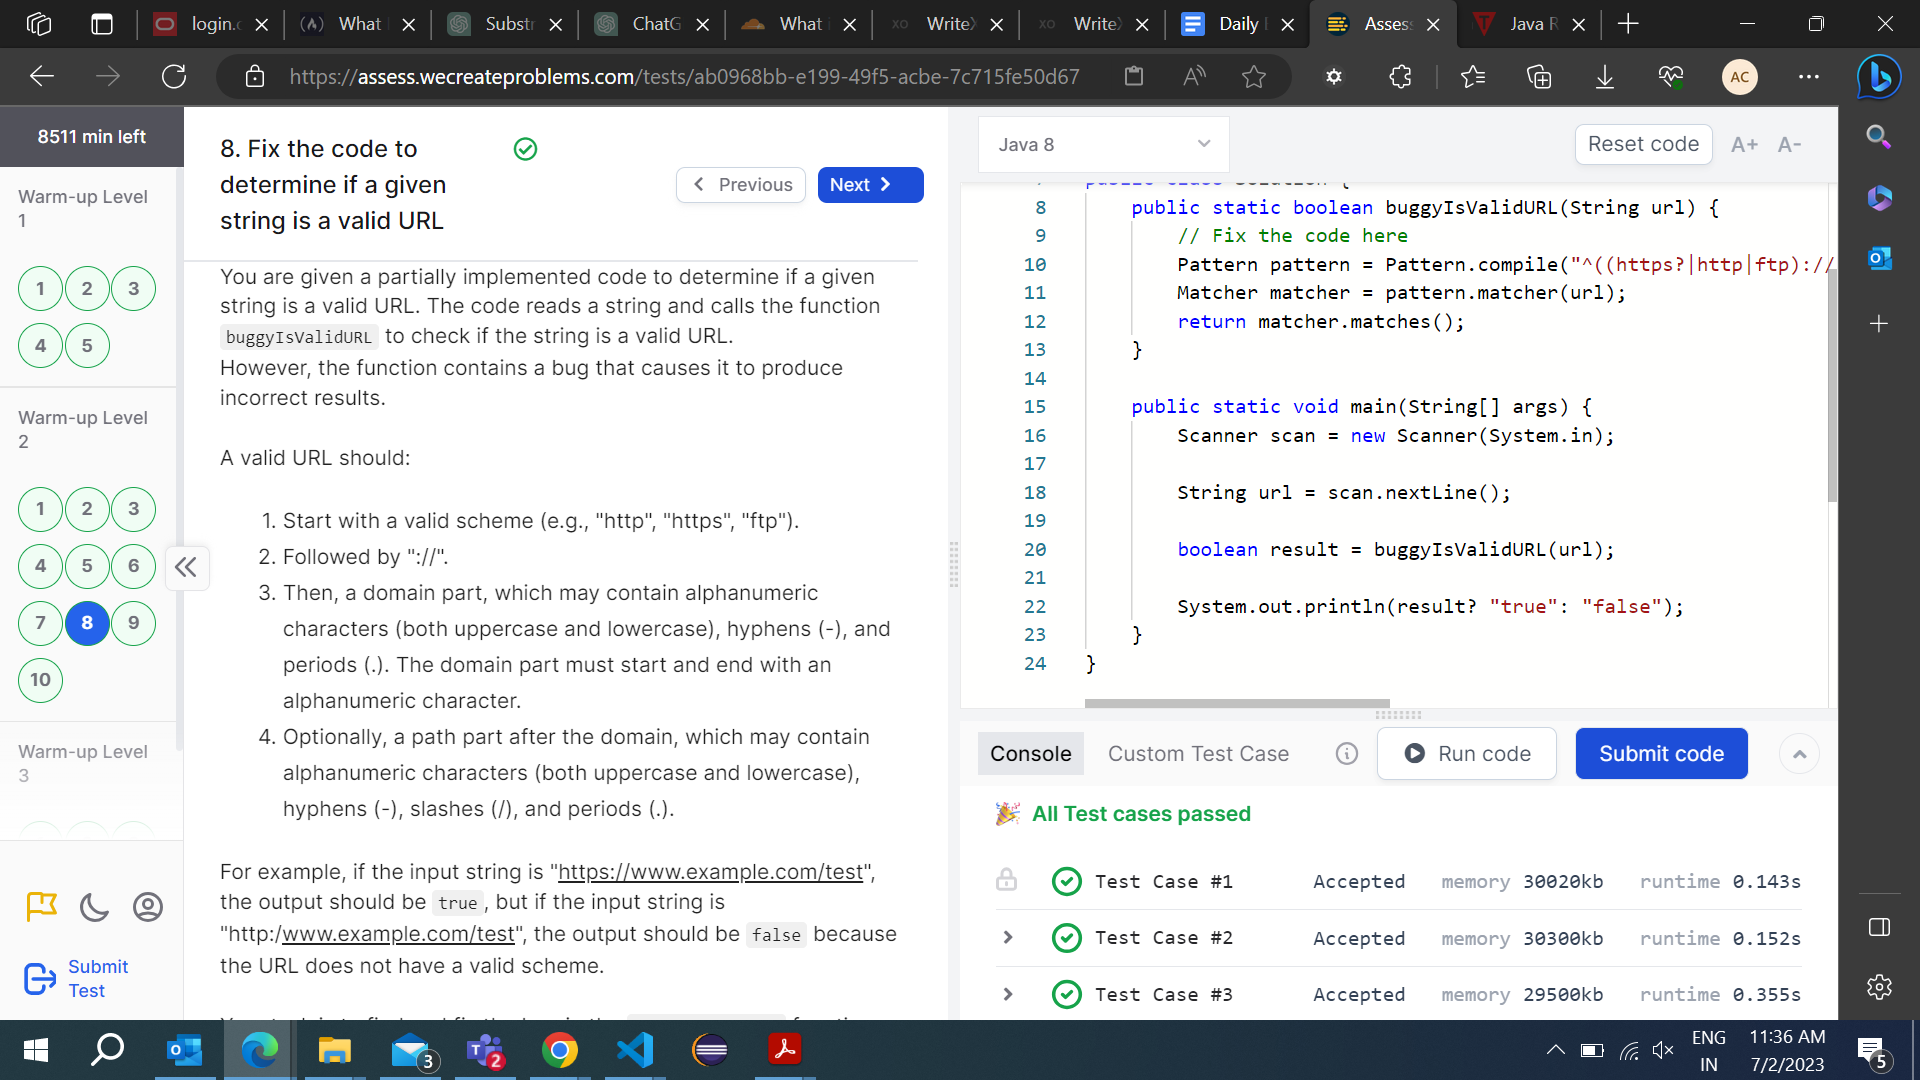 login.
What
Substr
ChatG
What
Write
Write
Daily
Asses
Java R
https://assess.wecreateproblems.com/tests/ab0968bb-e199-49f5-acbe-7c715fe50d67
AC
8511 min left
Warm-up Level
1
1 2 3
4 5
Warm-up Level
2
1 2 3
4 5 6
7 8 9
10
Warm-up Level
3
Submit
Test
8. Fix the code to
determine if a given
string is a valid URL
Previous
Next
You are given a partially implemented code to determine if a given
string is a valid URL. The code reads a string and calls the function
buggyIsValidURL to check if the string is a valid URL.
However, the function contains a bug that causes it to produce
incorrect results.
A valid URL should:
1. Start with a valid scheme (e.g., "http", "https", "ftp").
2. Followed by "://".
3. Then, a domain part, which may contain alphanumeric
characters (both uppercase and lowercase), hyphens (-), and
periods (.). The domain part must start and end with an
alphanumeric character.
4. Optionally, a path part after the domain, which may contain
alphanumeric characters (both uppercase and lowercase),
hyphens (-), slashes (/), and periods (.).
For example, if the input string is "https://www.example.com/test",
the output should be true, but if the input string is
"http:/www.example.com/test", the output should be false because
the URL does not have a valid scheme.
Java 8
Reset code
A+ A-
8 public static boolean buggyIsValidURL(String url) {
9 // Fix the code here
10 Pattern pattern = Pattern.compile("^((https?|http|ftp)://
11 Matcher matcher = pattern.matcher(url);
12 return matcher.matches();
13 }
14
15 public static void main(String[] args) {
16 Scanner scan = new Scanner(System.in);
17
18 String url = scan.nextLine();
19
20 boolean result = buggyIsValidURL(url);
21
22 System.out.println(result? "true": "false");
23 }
24 }
Console
Custom Test Case
Run code
Submit code
All Test cases passed
Test Case #1 Accepted memory 30020kb runtime 0.143s
Test Case #2 Accepted memory 30300kb runtime 0.152s
Test Case #3 Accepted memory 29500kb runtime 0.355s
3
2
ENG
IN
11:36 AM
7/2/2023
5